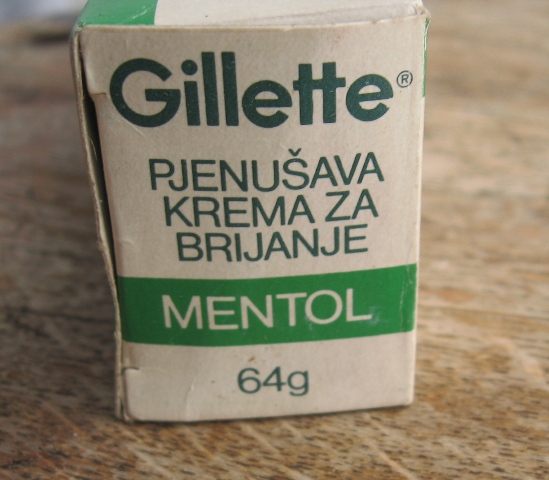 Gillette®
PJENUŠAVA
KREMA ZA
BRIJANJE
MENTOL
64g